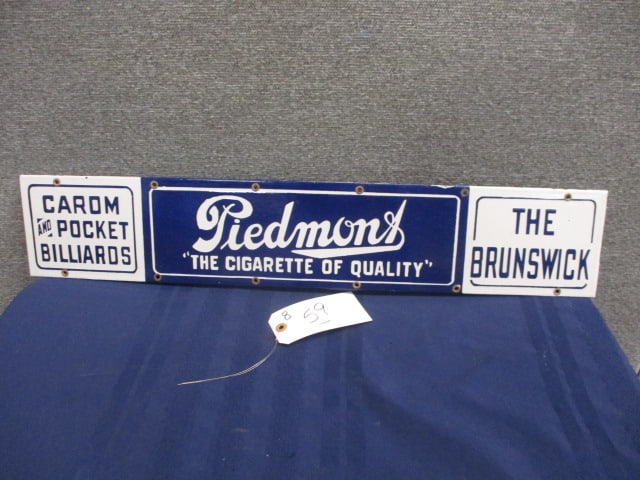 CAROM
AND POCKET
BILLIARDS
Piedmont
"THE CIGARETTE OF QUALITY"
THE
BRUNSWICK
8 59